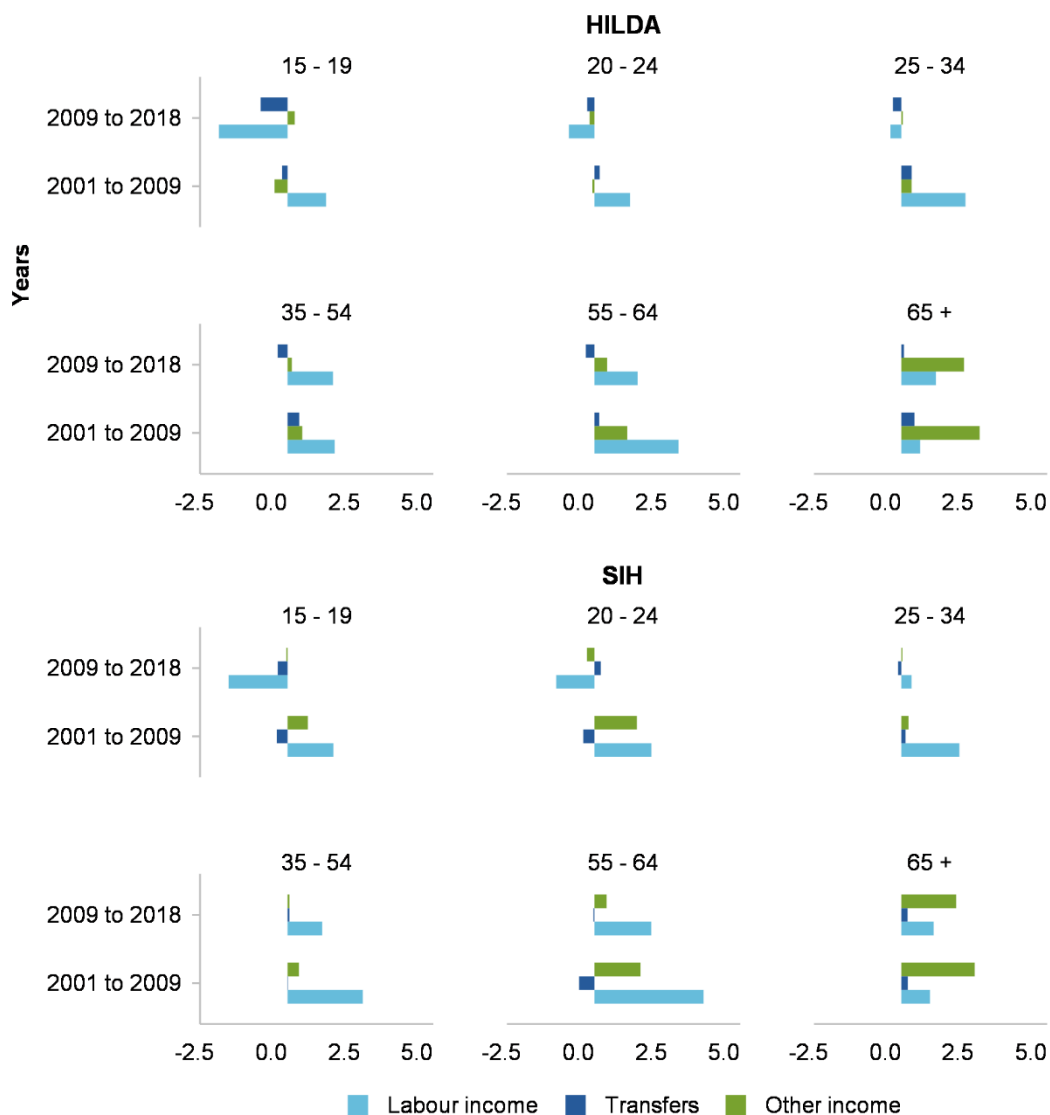 HILDA
15 - 19 20 - 24 25 - 34
2009 to 2018
2001 to 2009
Years
35 - 54 55 - 64 65 +
2009 to 2018
2001 to 2009
-2.5 0.0 2.5 5.0 -2.5 0.0 2.5 5.0 -2.5 0.0 2.5 5.0
SIH
15 - 19 20 - 24 25 - 34
2009 to 2018
2001 to 2009
35 - 54 55 - 64 65 +
2009 to 2018
2001 to 2009
-2.5 0.0 2.5 5.0 -2.5 0.0 2.5 5.0 -2.5 0.0 2.5 5.0
Labour income Transfers Other income